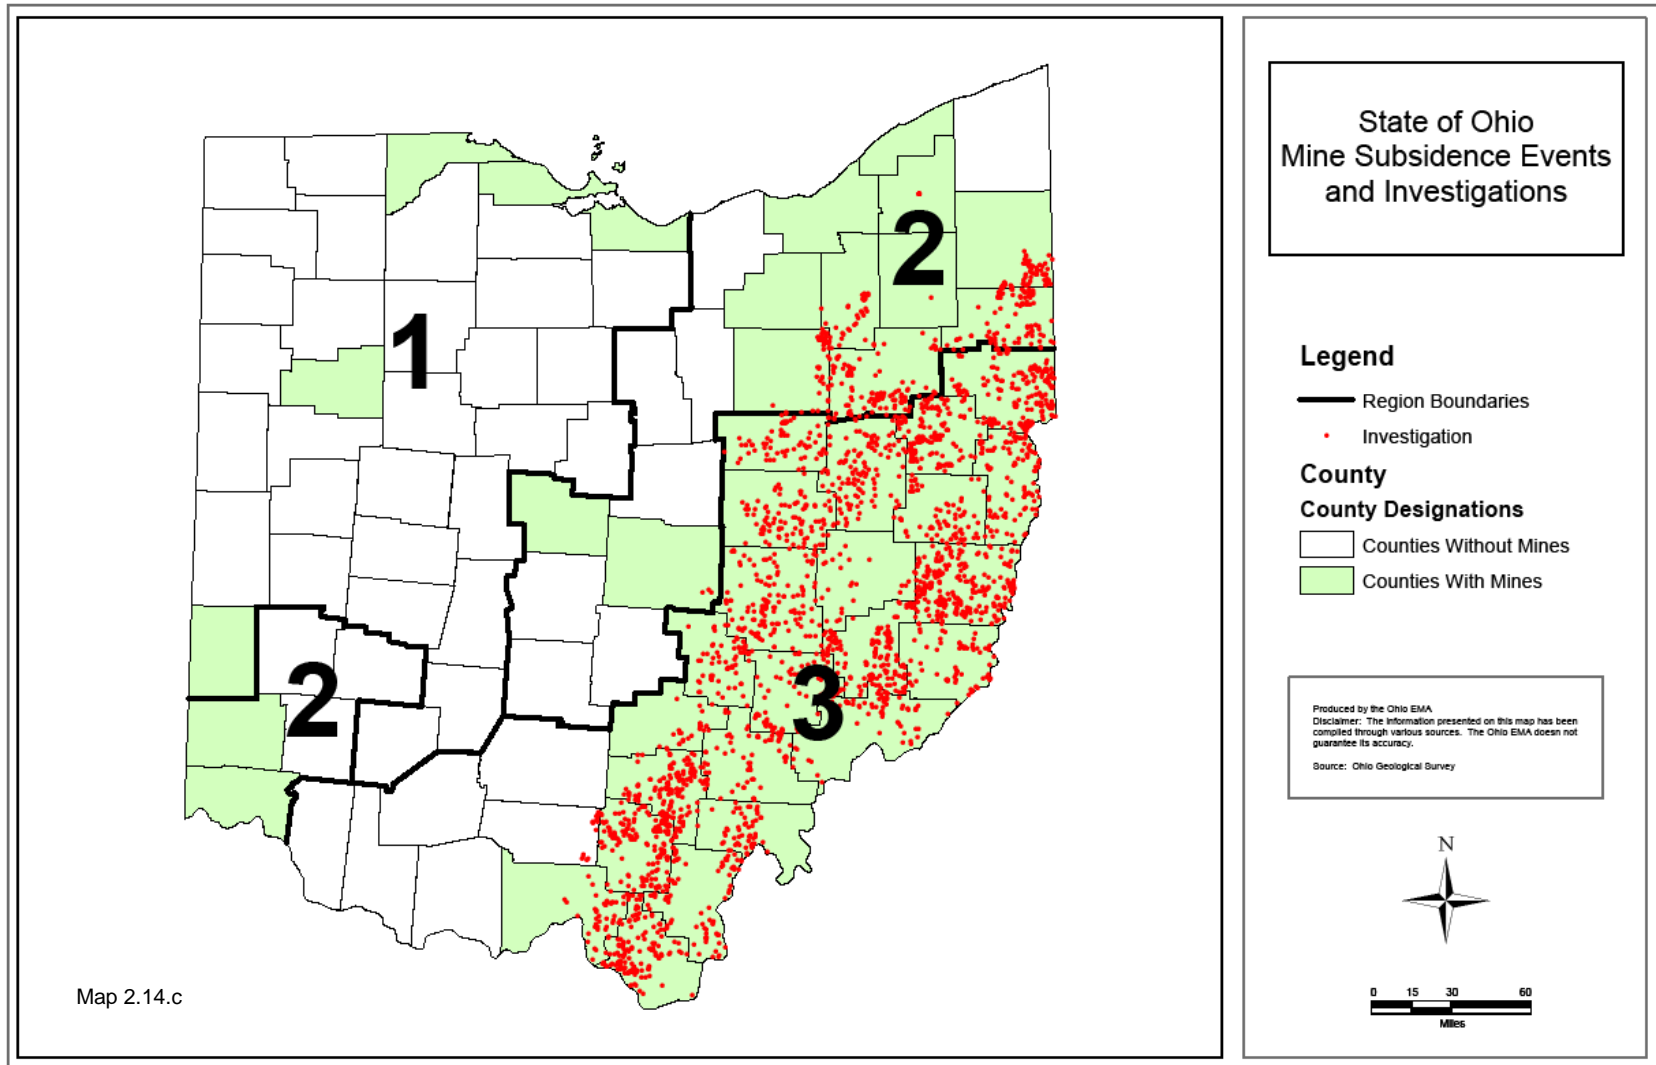 State of Ohio
Mine Subsidence Events
and Investigations
1
2
2
3
Legend
Region Boundaries
Investigation
County
County Designations
Counties Without Mines
Counties With Mines
Produced by the Ohio EMA
Disclaimer: The information presented on this map has been
compiled through various sources. The Ohio EMA doesn not
guarantee its accuracy.
Source: Ohio Geological Survey
N
0 15 30 60
Miles
Map 2.14.c